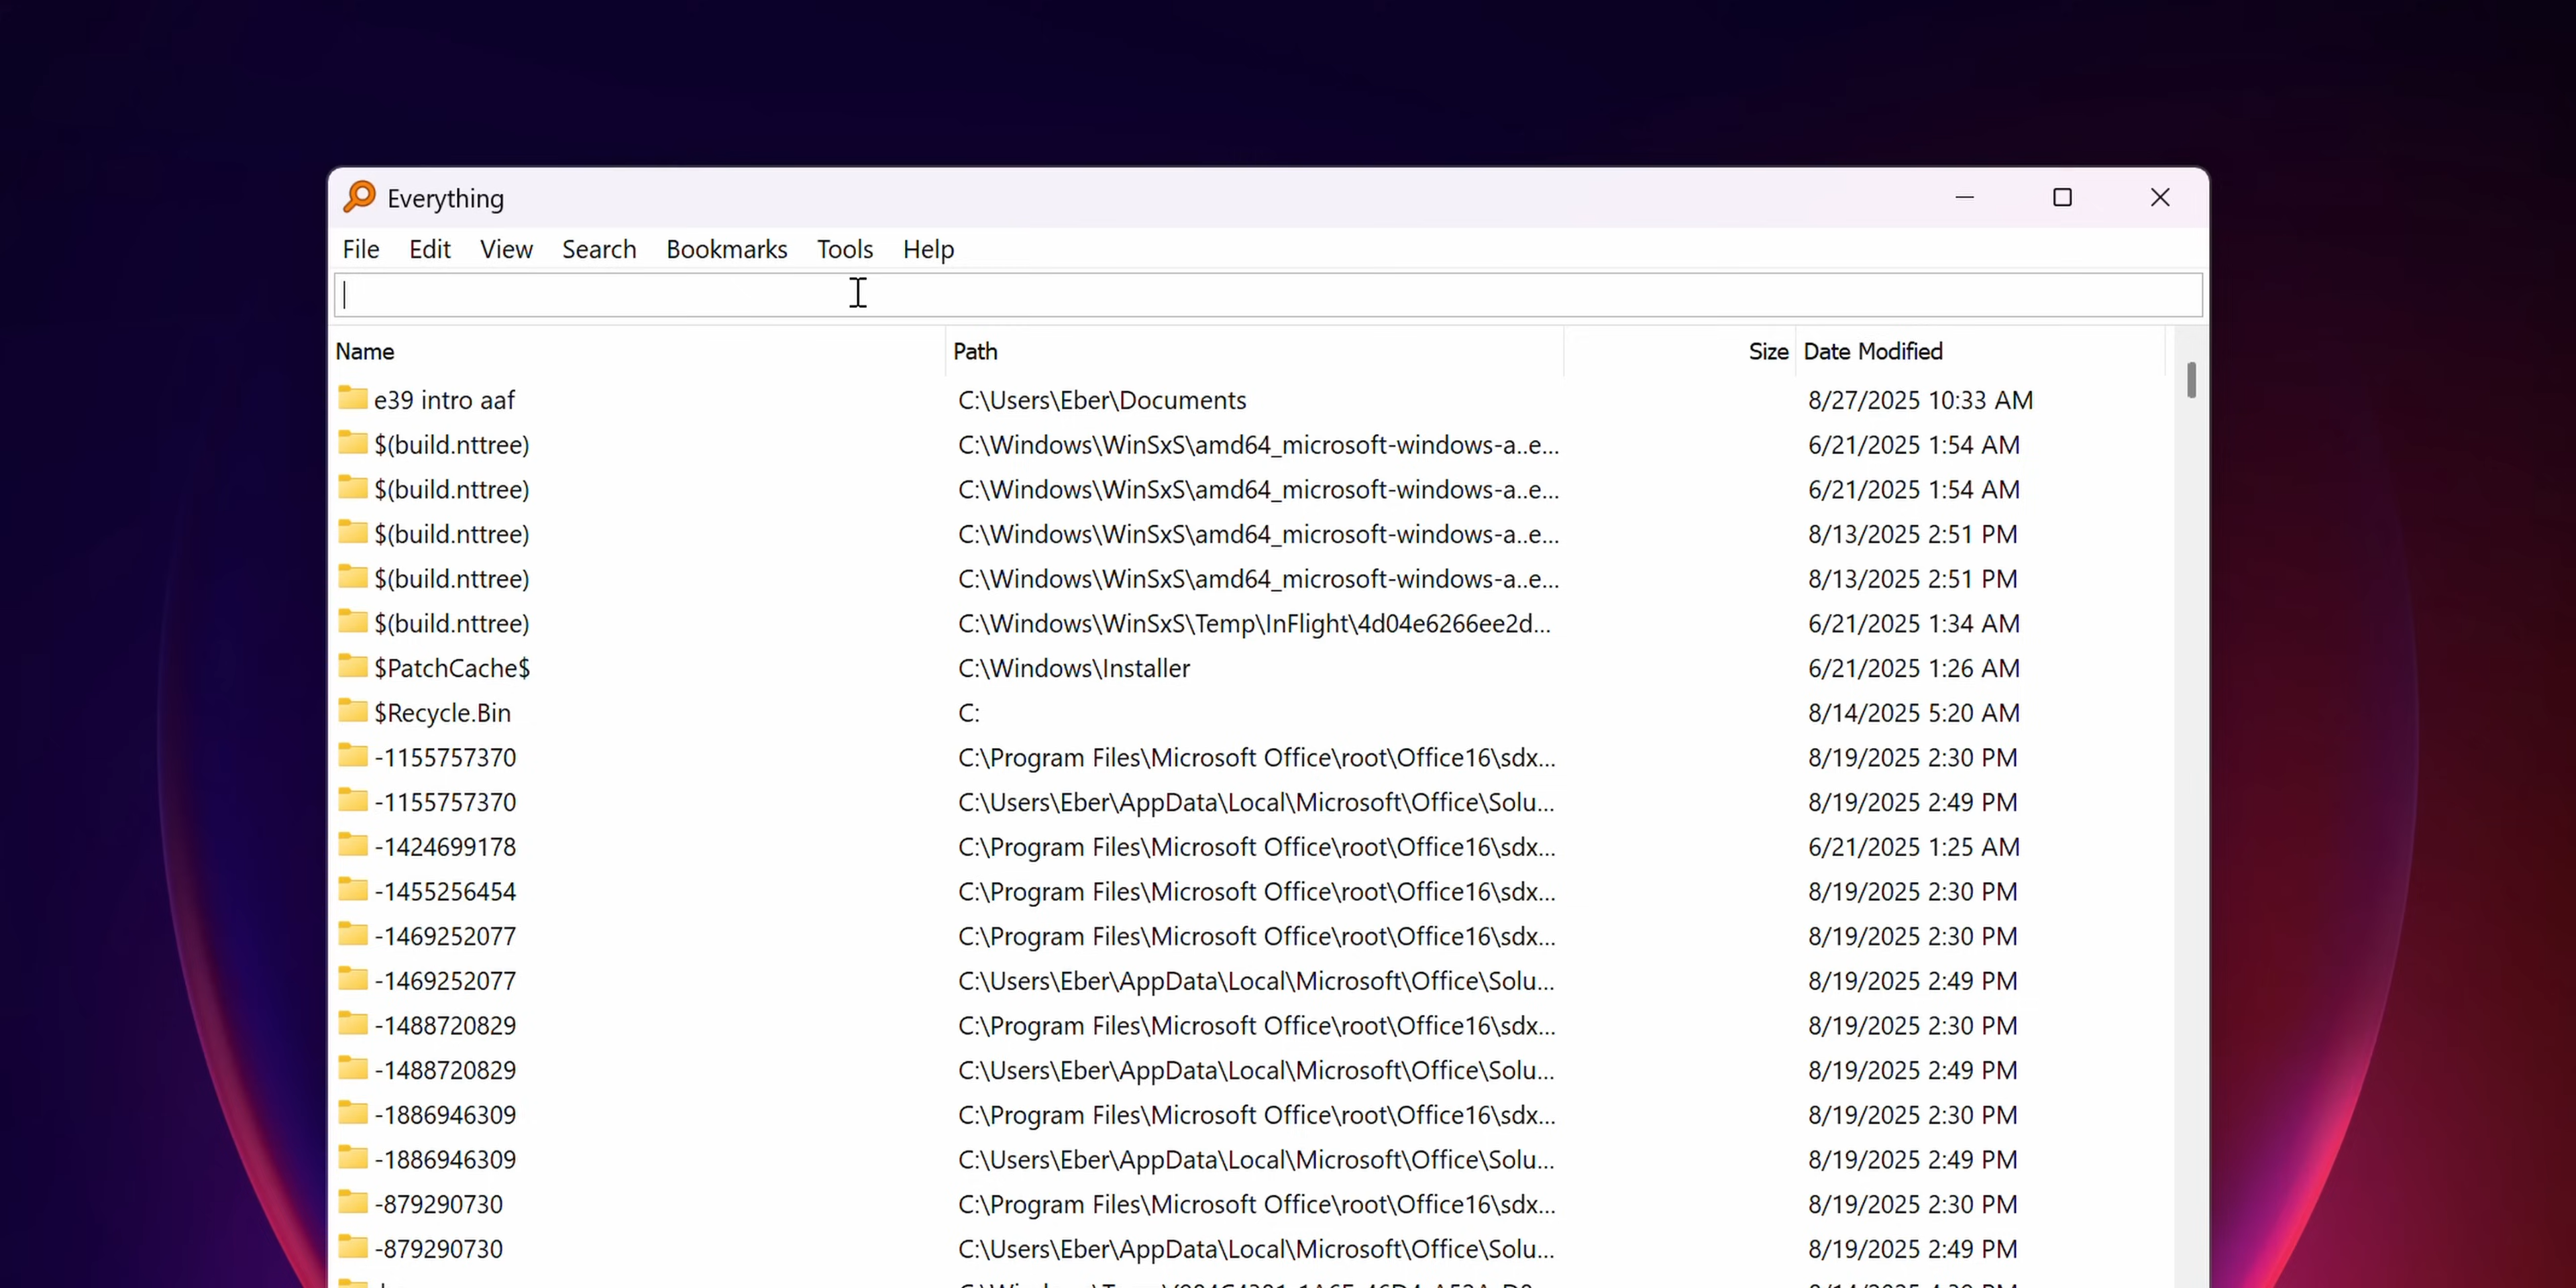 Everything
File Edit View Search Bookmarks Tools Help
Name Path Size Date Modified
e39 intro aaf C:\Users\Eber\Documents 8/27/2025 10:33 AM
$(build.nttree) C:\Windows\WinSxS\amd64_microsoft-windows-a..e... 6/21/2025 1:54 AM
$(build.nttree) C:\Windows\WinSxS\amd64_microsoft-windows-a..e... 6/21/2025 1:54 AM
$(build.nttree) C:\Windows\WinSxS\amd64_microsoft-windows-a..e... 8/13/2025 2:51 PM
$(build.nttree) C:\Windows\WinSxS\amd64_microsoft-windows-a..e... 8/13/2025 2:51 PM
$(build.nttree) C:\Windows\WinSxS\Temp\InFlight\4d04e6266ee2d... 6/21/2025 1:34 AM
$PatchCache$ C:\Windows\Installer 6/21/2025 1:26 AM
$Recycle.Bin C: 8/14/2025 5:20 AM
-1155757370 C:\Program Files\Microsoft Office\root\Office16\sdx... 8/19/2025 2:30 PM
-1155757370 C:\Users\Eber\AppData\Local\Microsoft\Office\Solu... 8/19/2025 2:49 PM
-1424699178 C:\Program Files\Microsoft Office\root\Office16\sdx... 6/21/2025 1:25 AM
-1455256454 C:\Program Files\Microsoft Office\root\Office16\sdx... 8/19/2025 2:30 PM
-1469252077 C:\Program Files\Microsoft Office\root\Office16\sdx... 8/19/2025 2:30 PM
-1469252077 C:\Users\Eber\AppData\Local\Microsoft\Office\Solu... 8/19/2025 2:49 PM
-1488720829 C:\Program Files\Microsoft Office\root\Office16\sdx... 8/19/2025 2:30 PM
-1488720829 C:\Users\Eber\AppData\Local\Microsoft\Office\Solu... 8/19/2025 2:49 PM
-1886946309 C:\Program Files\Microsoft Office\root\Office16\sdx... 8/19/2025 2:30 PM
-1886946309 C:\Users\Eber\AppData\Local\Microsoft\Office\Solu... 8/19/2025 2:49 PM
-879290730 C:\Program Files\Microsoft Office\root\Office16\sdx... 8/19/2025 2:30 PM
-879290730 C:\Users\Eber\AppData\Local\Microsoft\Office\Solu... 8/19/2025 2:49 PM